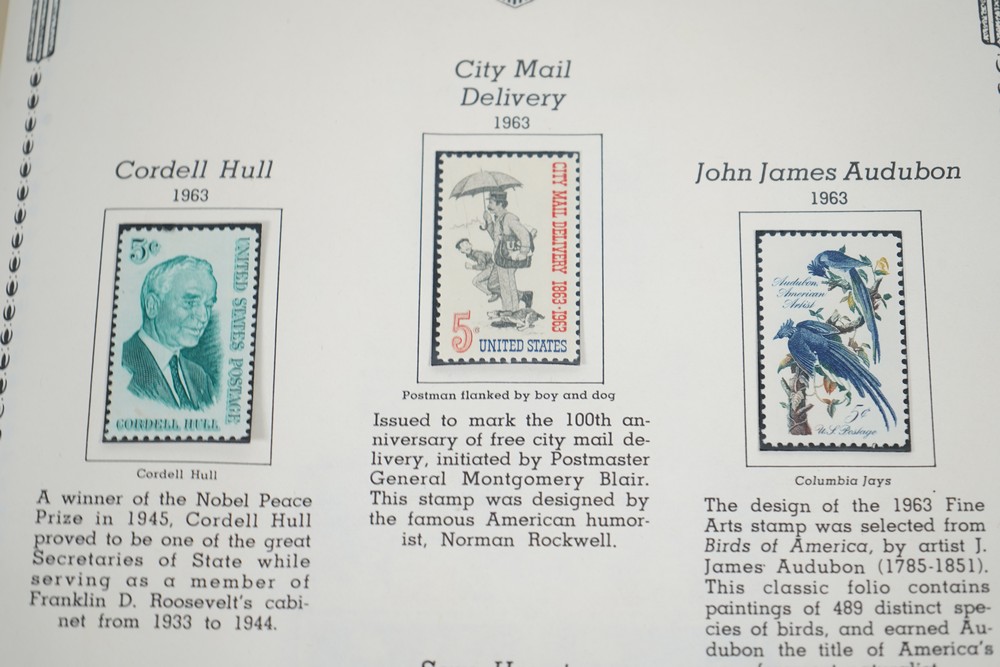 City Mail
Delivery
1963
CITY MAIL DELIVERY 1863-1963
U.S.
5c
UNITED STATES
Postman flanked by boy and dog
Issued to mark the 100th an-
niversary of free city mail de-
livery, initiated by Postmaster
General Montgomery Blair.
This stamp was designed by
the famous American humor-
ist, Norman Rockwell.
Cordell Hull
1963
5c
UNITED STATES POSTAGE
CORDELL HULL
Cordell Hull
A winner of the Nobel Peace
Prize in 1945, Cordell Hull
proved to be one of the great
Secretaries of State while
serving as a member of
Franklin D. Roosevelt's cabi-
net from 1933 to 1944.
John James Audubon
1963
Audubon,
American
Artist
5¢
U.S. Postage
Columbia Jays
The design of the 1963 Fine
Arts stamp was selected from
Birds of America, by artist J.
James Audubon (1785-1851).
This classic folio contains
paintings of 489 distinct spe-
cies of birds, and earned Au-
dubon the title of America's